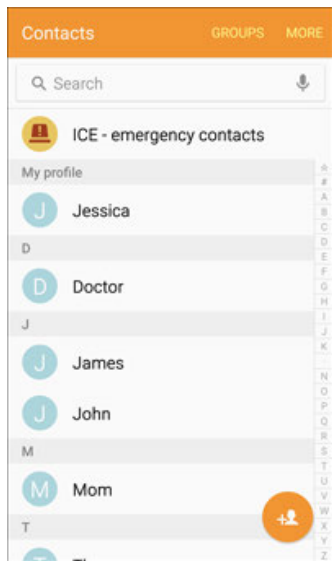 Contacts GROUPS MORE
Search
ICE - emergency contacts
My profile
J Jessica
D
D Doctor
J
J James
J John
M
M Mom
T
#
A
B
C
D
E
F
G
H
I
J
K
N
O
P
Q
R
S
T
U
V
W
X
Y
Z